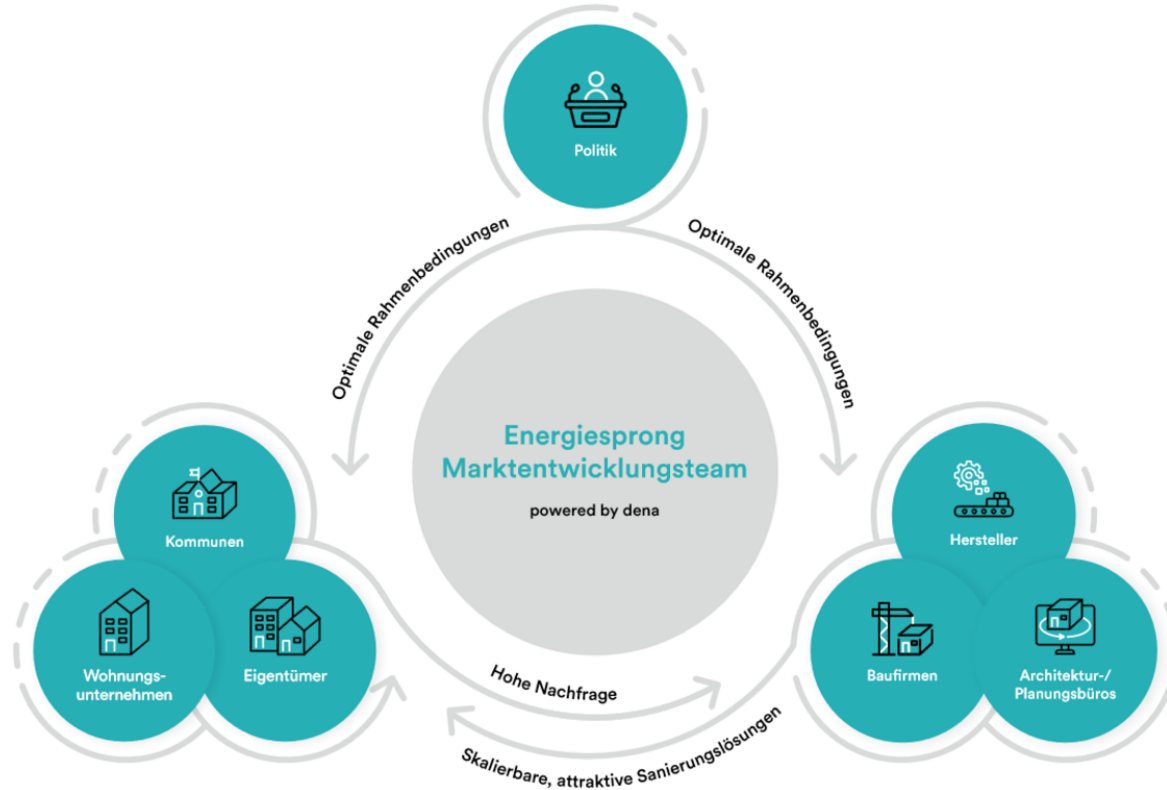 Politik
Optimale Rahmenbedingungen
Optimale Rahmenbedingungen
Energiesprong
Marktentwicklungsteam
powered by dena
Kommunen
Wohnungs-
unternehmen
Eigentümer
Hersteller
Baufirmen
Architektur-/
Planungsbüros
Hohe Nachfrage
Skalierbare, attraktive Sanierungslösungen